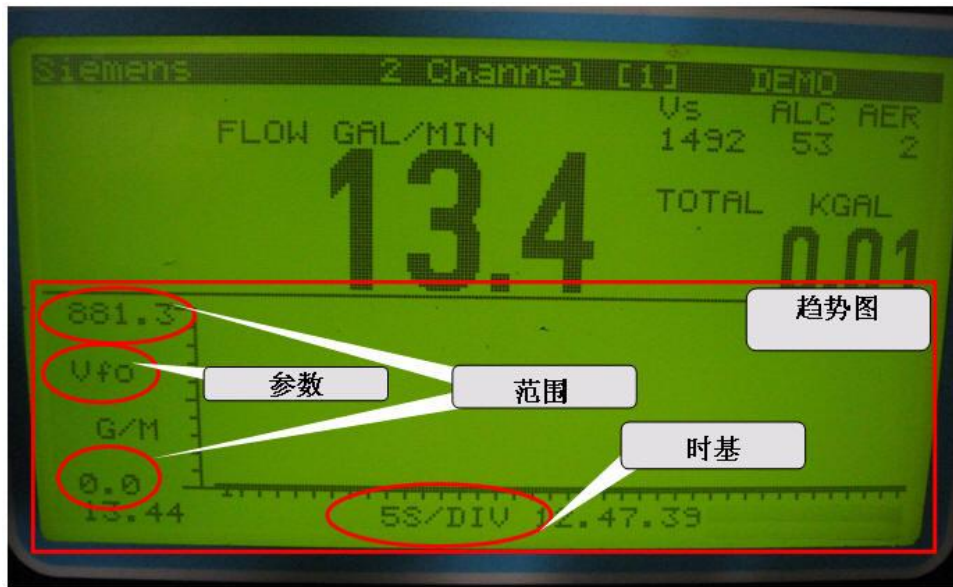 Siemens 2 Channel [1] DEMO
Vs ALC AER
FLOW GAL/MIN 1492 53 2
13.4
TOTAL KGAL
0.01
881.3
趋势图
Vfo
参数
范围
G/M
时基
0.0
13.44
5S/DIV 12.47.39